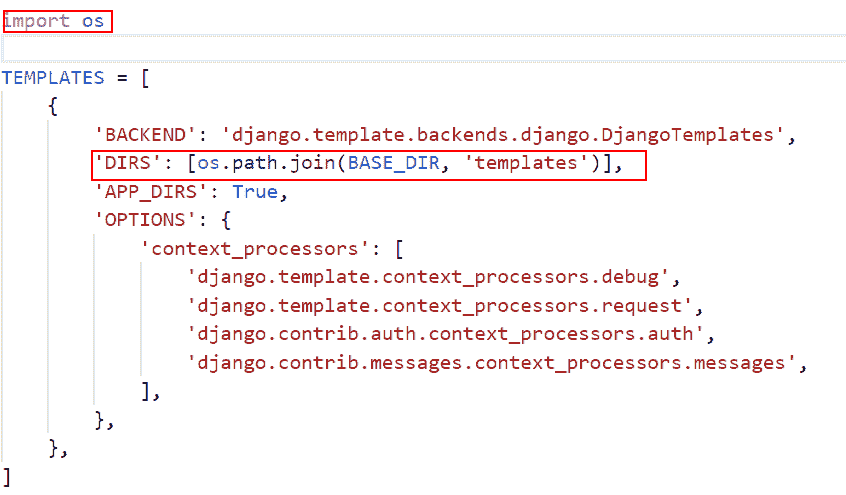 import os
TEMPLATES = [
    {
        'BACKEND': 'django.template.backends.django.DjangoTemplates',
        'DIRS': [os.path.join(BASE_DIR, 'templates')],
        'APP_DIRS': True,
        'OPTIONS': {
            'context_processors': [
                'django.template.context_processors.debug',
                'django.template.context_processors.request',
                'django.contrib.auth.context_processors.auth',
                'django.contrib.messages.context_processors.messages',
            ],
        },
    },
]